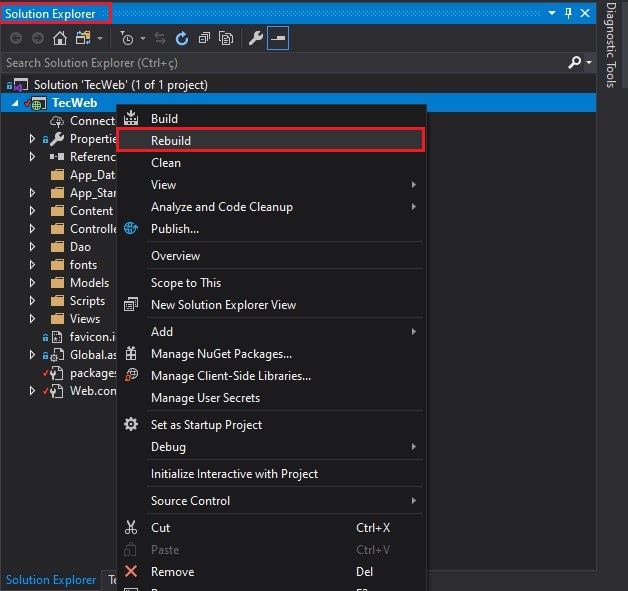 Solution Explorer
Search Solution Explorer (Ctrl+ç)
Solution 'TecWeb' (1 of 1 project)
TecWeb
Connect
Propertie
Referenc
App_Dat
App_Star
Content
Controlle
Dao
fonts
Models
Scripts
Views
favicon.i
Global.as
packages
Web.con
Build
Rebuild
Clean
View
Analyze and Code Cleanup
Publish...
Overview
Scope to This
New Solution Explorer View
Add
Manage NuGet Packages...
Manage Client-Side Libraries...
Manage User Secrets
Set as Startup Project
Debug
Initialize Interactive with Project
Source Control
Cut Ctrl+X
Paste Ctrl+V
Remove Del
Solution Explorer
Diagnostic Tools